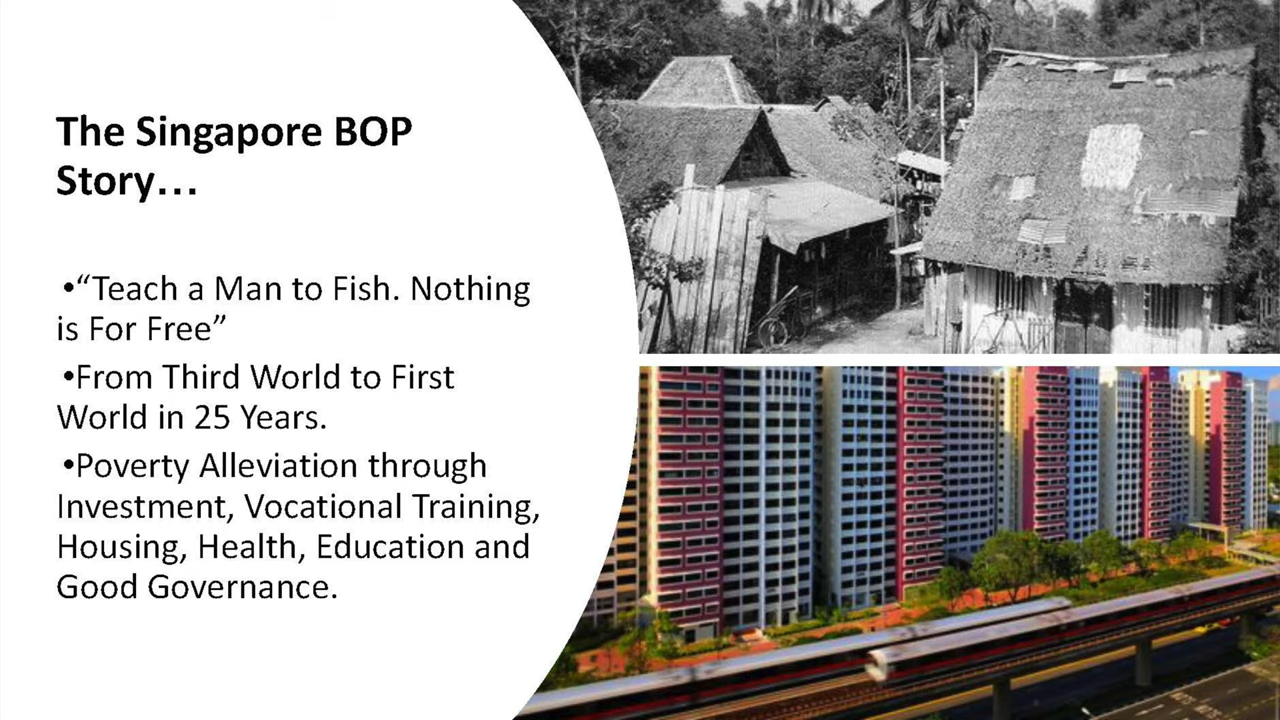 The Singapore BOP
Story…
•“Teach a Man to Fish. Nothing
is For Free”
•From Third World to First
World in 25 Years.
•Poverty Alleviation through
Investment, Vocational Training,
Housing, Health, Education and
Good Governance.